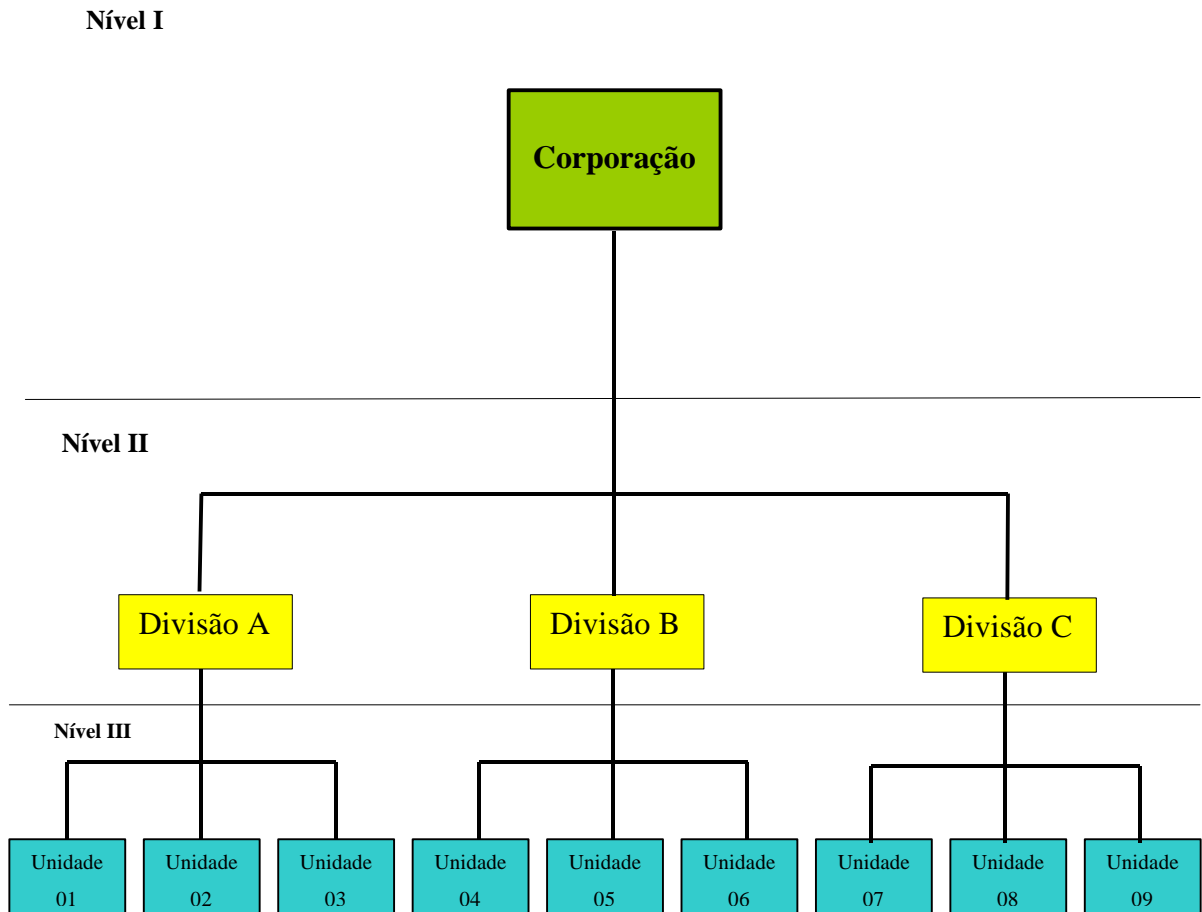 Nível I
Corporação
Nível II
Divisão A
Divisão B
Divisão C
Nível III
Unidade
01
Unidade
02
Unidade
03
Unidade
04
Unidade
05
Unidade
06
Unidade
07
Unidade
08
Unidade
09